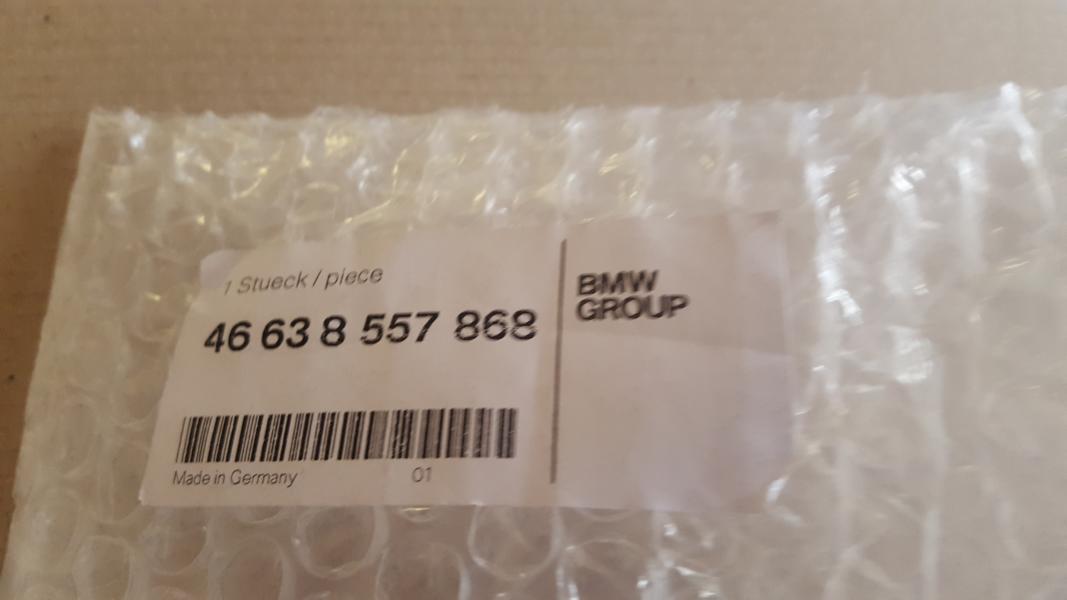 1 Stueck / piece
46 63 8 557 868
BMW
GROUP
Made in Germany
01